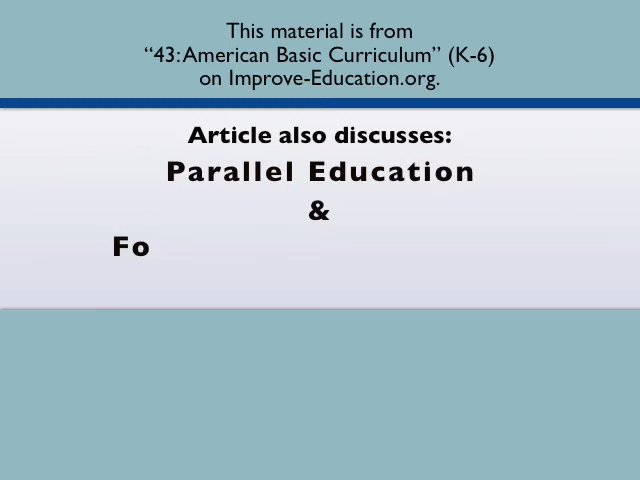 This material is from
“43: American Basic Curriculum” (K-6)
on Improve-Education.org.
Article also discusses:
Parallel Education
&
Fo